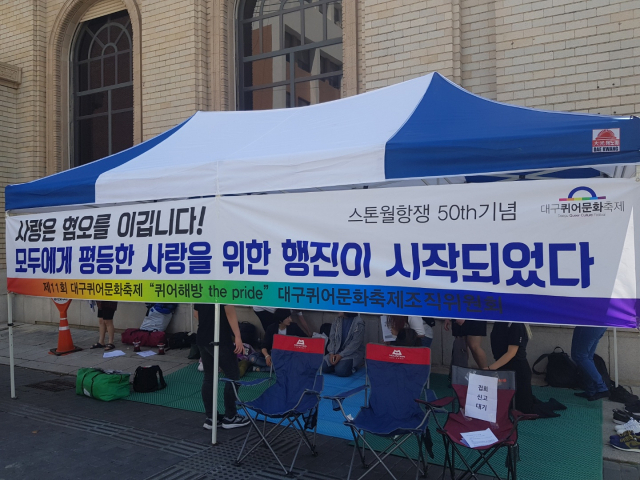 DAE KWANG
스톤월항쟁 50th기념
대구퀴어문화축제
사랑은 혐오를 이깁니다!
모두에게 평등한 사랑을 위한 행진이 시작되었다
제11회 대구퀴어문화축제 "퀴어해방 the pride" 대구퀴어문화축제조직위원회
집회
신고
대기